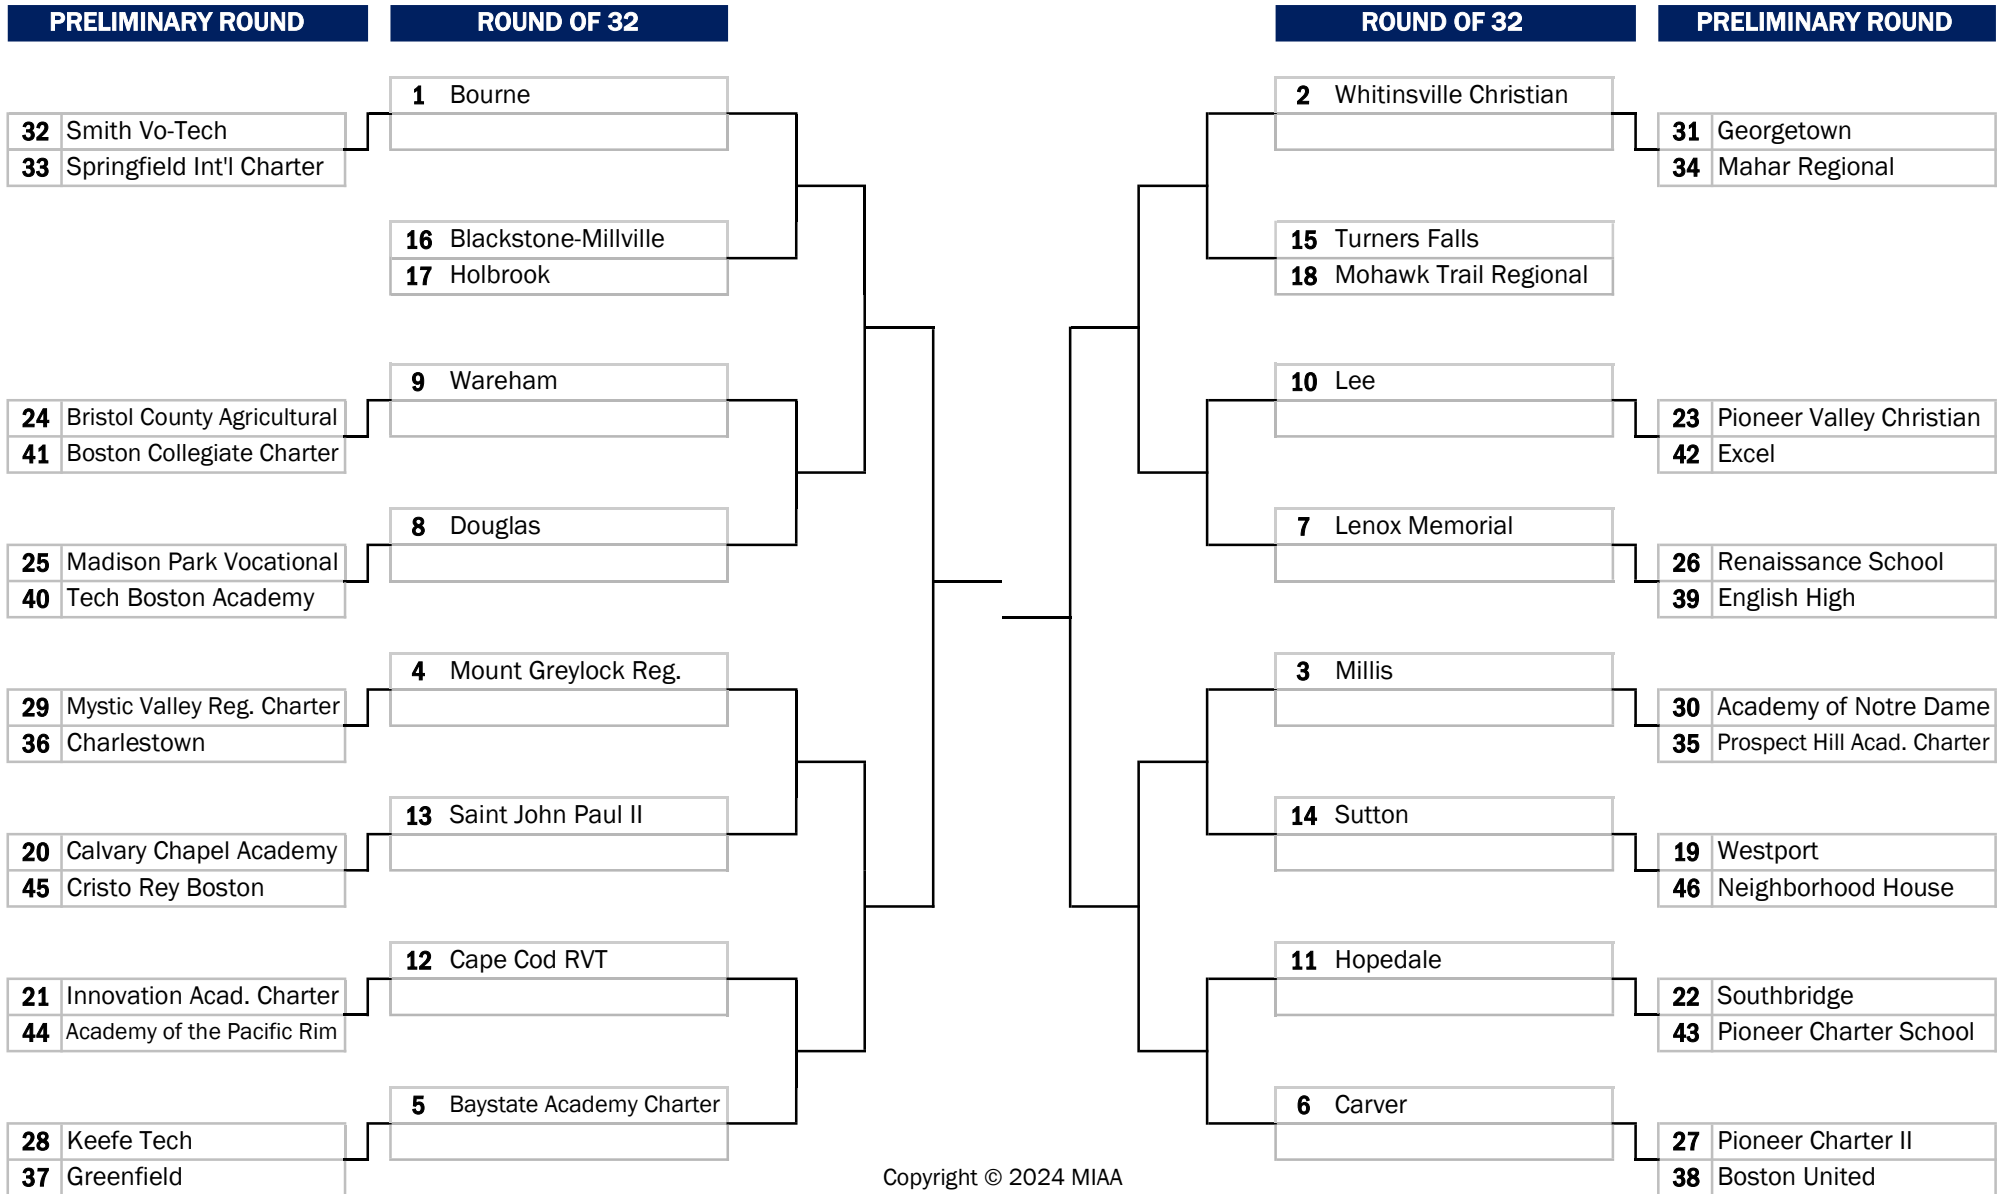 PRELIMINARY ROUND
ROUND OF 32
ROUND OF 32
PRELIMINARY ROUND
1 Bourne
32 Smith Vo-Tech
33 Springfield Int'l Charter
16 Blackstone-Millville
17 Holbrook
9 Wareham
24 Bristol County Agricultural
41 Boston Collegiate Charter
8 Douglas
25 Madison Park Vocational
40 Tech Boston Academy
4 Mount Greylock Reg.
29 Mystic Valley Reg. Charter
36 Charlestown
13 Saint John Paul II
20 Calvary Chapel Academy
45 Cristo Rey Boston
12 Cape Cod RVT
21 Innovation Acad. Charter
44 Academy of the Pacific Rim
5 Baystate Academy Charter
28 Keefe Tech
37 Greenfield
2 Whitinsville Christian
31 Georgetown
34 Mahar Regional
15 Turners Falls
18 Mohawk Trail Regional
10 Lee
23 Pioneer Valley Christian
42 Excel
7 Lenox Memorial
26 Renaissance School
39 English High
3 Millis
30 Academy of Notre Dame
35 Prospect Hill Acad. Charter
14 Sutton
19 Westport
46 Neighborhood House
11 Hopedale
22 Southbridge
43 Pioneer Charter School
6 Carver
27 Pioneer Charter II
38 Boston United
Copyright © 2024 MIAA